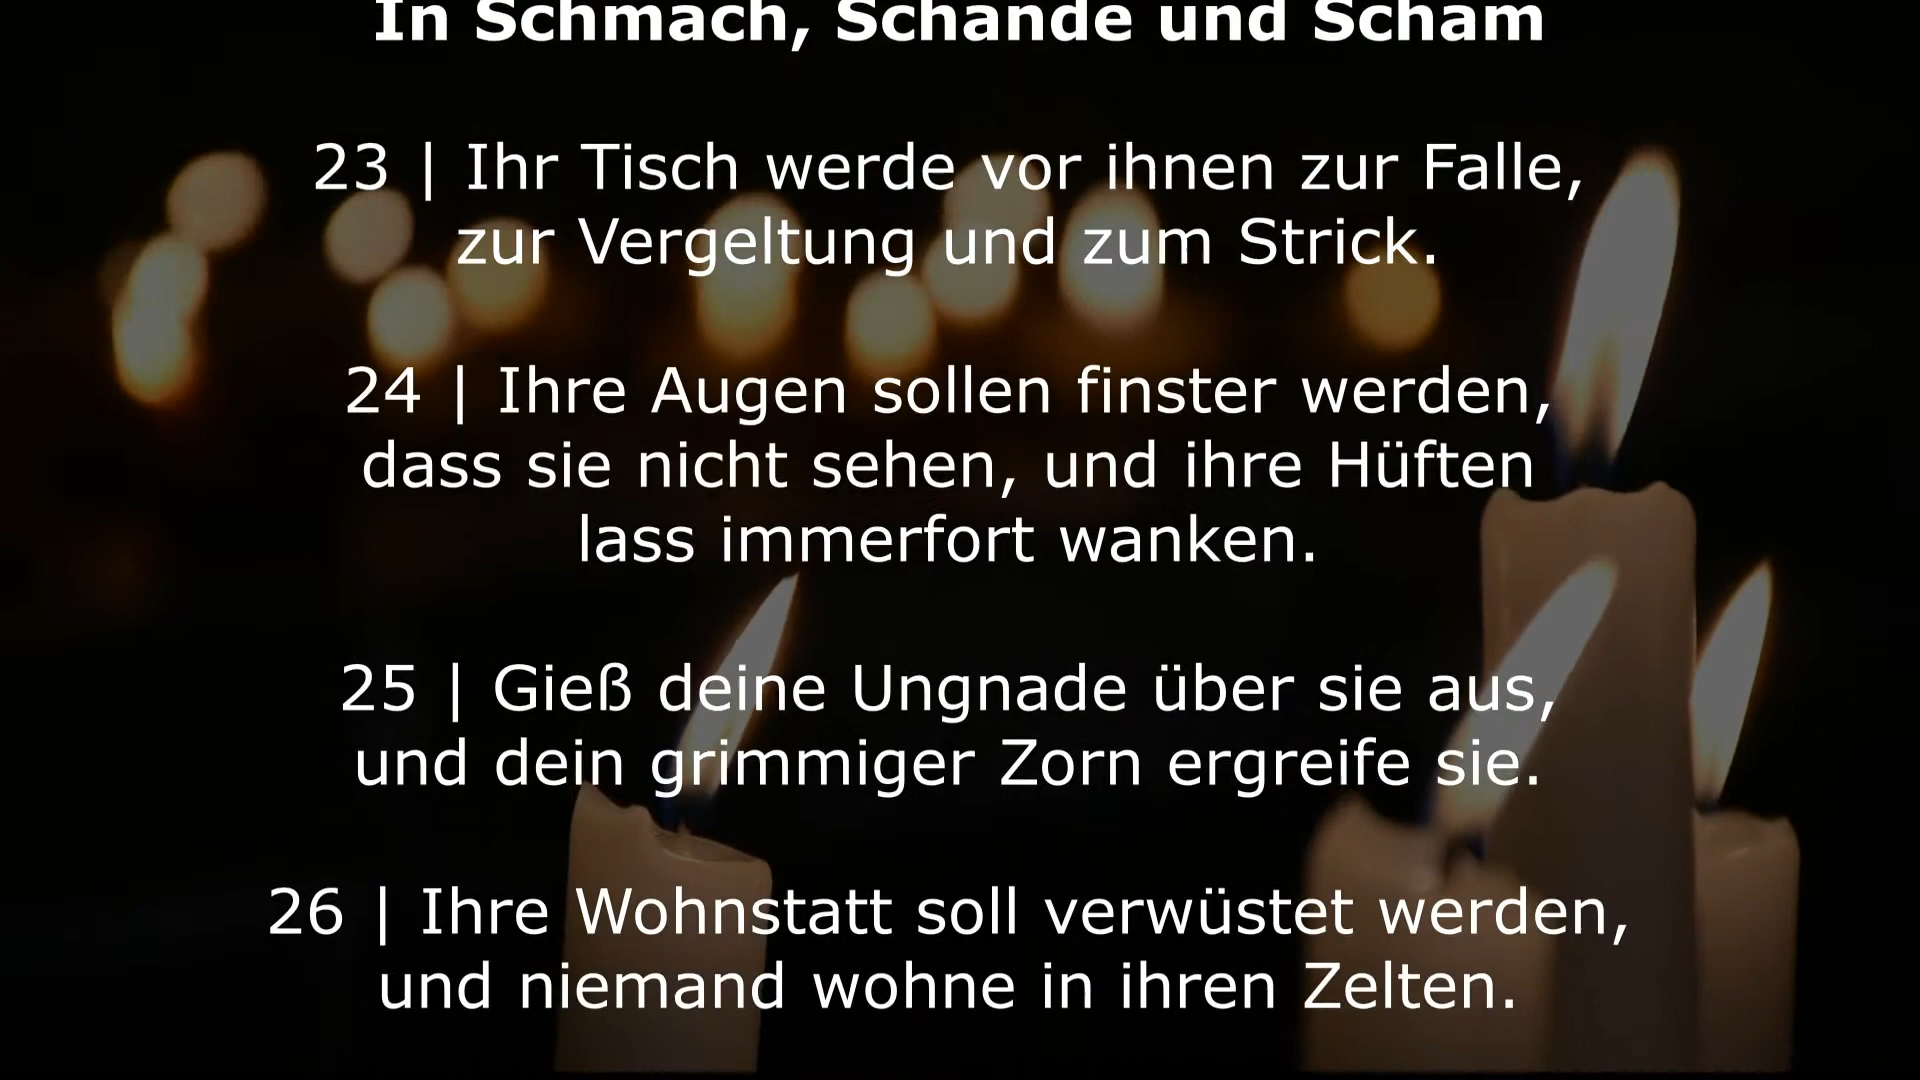 In Schmach, Schande und Scham
23 | Ihr Tisch werde vor ihnen zur Falle,
zur Vergeltung und zum Strick.
24 | Ihre Augen sollen finster werden,
dass sie nicht sehen, und ihre Hüften
lass immerfort wanken.
25 | Gieß deine Ungnade über sie aus,
und dein grimmiger Zorn ergreife sie.
26 | Ihre Wohnstatt soll verwüstet werden,
und niemand wohne in ihren Zelten.